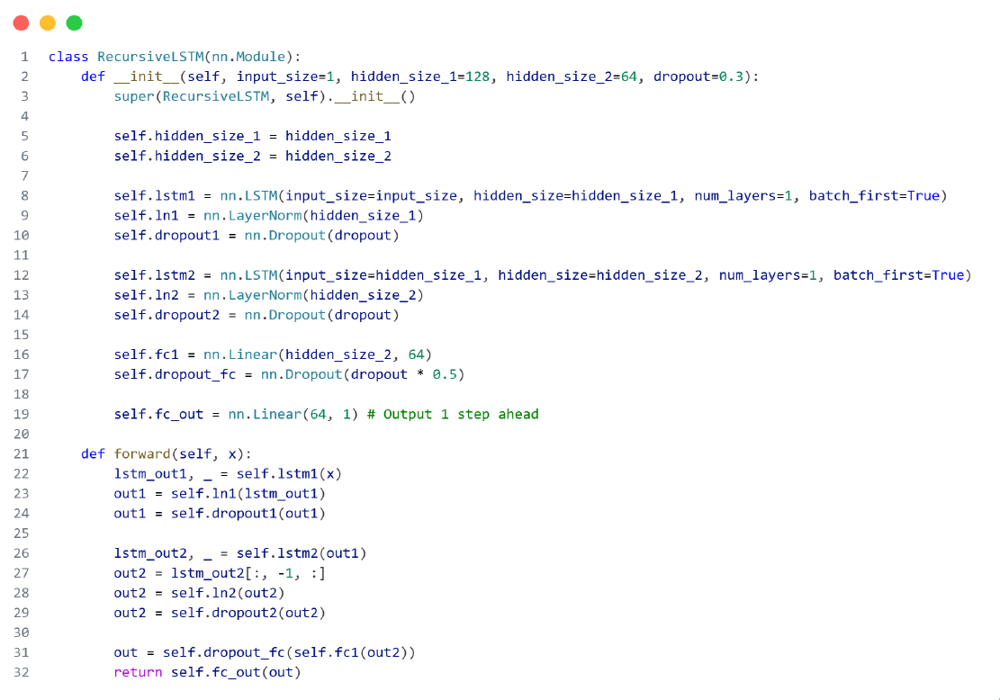 1 class RecursiveLSTM(nn.Module):
2     def __init__(self, input_size=1, hidden_size_1=128, hidden_size_2=64, dropout=0.3):
3         super(RecursiveLSTM, self).__init__()
4
5         self.hidden_size_1 = hidden_size_1
6         self.hidden_size_2 = hidden_size_2
7
8         self.lstm1 = nn.LSTM(input_size=input_size, hidden_size=hidden_size_1, num_layers=1, batch_first=True)
9         self.ln1 = nn.LayerNorm(hidden_size_1)
10         self.dropout1 = nn.Dropout(dropout)
11
12         self.lstm2 = nn.LSTM(input_size=hidden_size_1, hidden_size=hidden_size_2, num_layers=1, batch_first=True)
13         self.ln2 = nn.LayerNorm(hidden_size_2)
14         self.dropout2 = nn.Dropout(dropout)
15
16         self.fc1 = nn.Linear(hidden_size_2, 64)
17         self.dropout_fc = nn.Dropout(dropout * 0.5)
18
19         self.fc_out = nn.Linear(64, 1) # Output 1 step ahead
20
21     def forward(self, x):
22         lstm_out1, _ = self.lstm1(x)
23         out1 = self.ln1(lstm_out1)
24         out1 = self.dropout1(out1)
25
26         lstm_out2, _ = self.lstm2(out1)
27         out2 = lstm_out2[:, -1, :]
28         out2 = self.ln2(out2)
29         out2 = self.dropout2(out2)
30
31         out = self.dropout_fc(self.fc1(out2))
32         return self.fc_out(out)